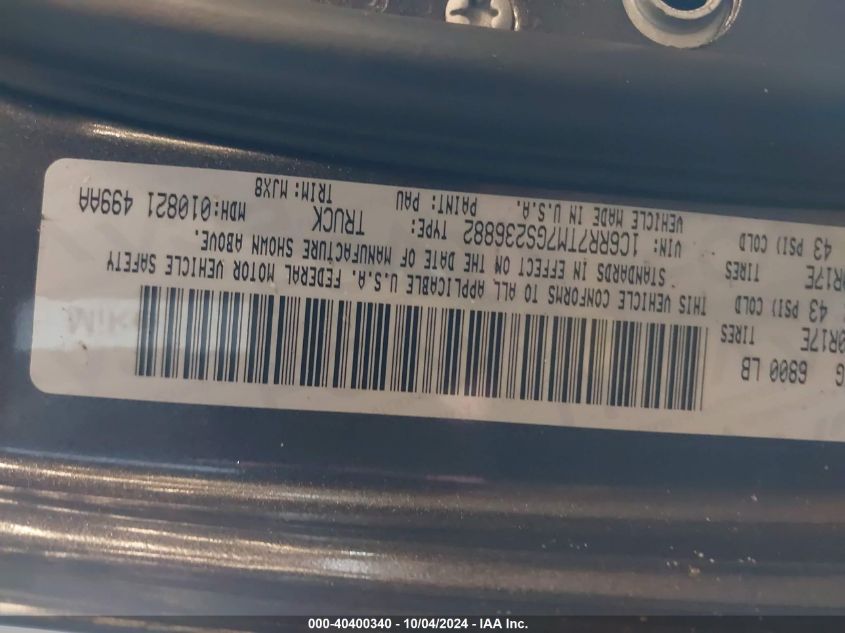 G 6800 LB
0R17E TIRES
43 PSI) COLD
THIS VEHICLE CONFORMS TO ALL APPLICABLE U.S.A. FEDERAL MOTOR VEHICLE SAFETY
0R17E TIRES
STANDARDS IN EFFECT ON THE DATE OF MANUFACTURE SHOWN ABOVE.
43 PSI) COLD
VIN: 1C6RR7TM7GS236882 TYPE: TRUCK MDH:010821 499AA
VEHICLE MADE IN U.S.A. PAINT: PAU TRIM: MJX8
000-40400340 - 10/04/2024 - IAA Inc.